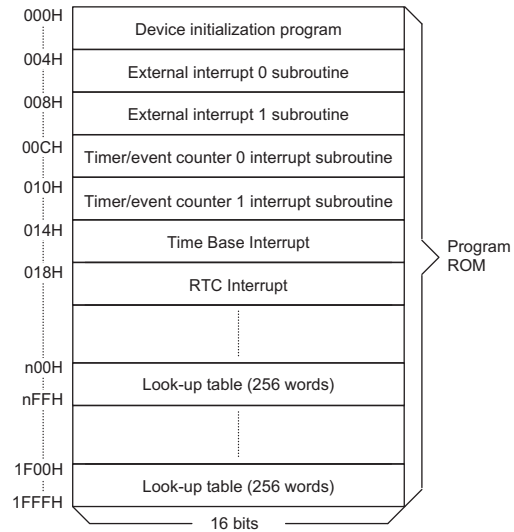 000H
Device initialization program
004H
External interrupt 0 subroutine
008H
External interrupt 1 subroutine
00CH
Timer/event counter 0 interrupt subroutine
010H
Timer/event counter 1 interrupt subroutine
014H
Time Base Interrupt
018H
RTC Interrupt
Program
ROM
n00H
Look-up table (256 words)
nFFH
1F00H
Look-up table (256 words)
1FFFH
16 bits